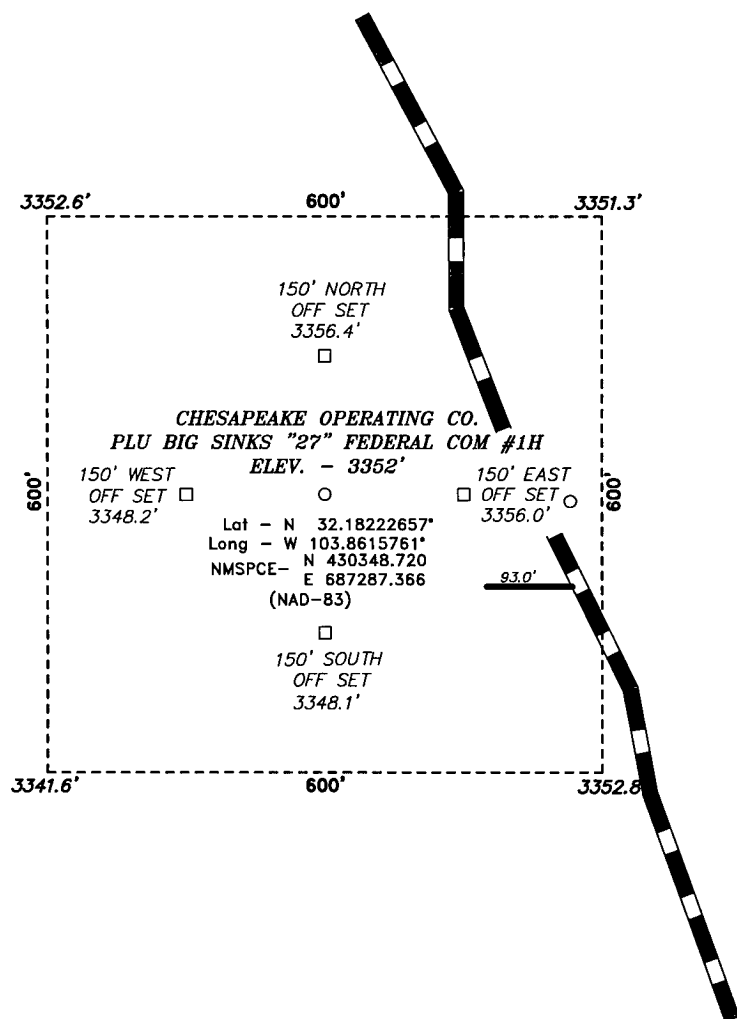 3352.6'
600'
3351.3'
150' NORTH
OFF SET
3356.4'
CHESAPEAKE OPERATING CO.
PLU BIG SINKS "27" FEDERAL COM #1H
ELEV. - 3352'
600'
150' WEST
OFF SET
3348.2'
150' EAST
OFF SET
3356.0'
600'
Lat - N 32.18222657°
Long - W 103.8615761°
NMSPCE- N 430348.720
E 687287.366
(NAD-83)
93.0'
150' SOUTH
OFF SET
3348.1'
3341.6'
600'
3352.8